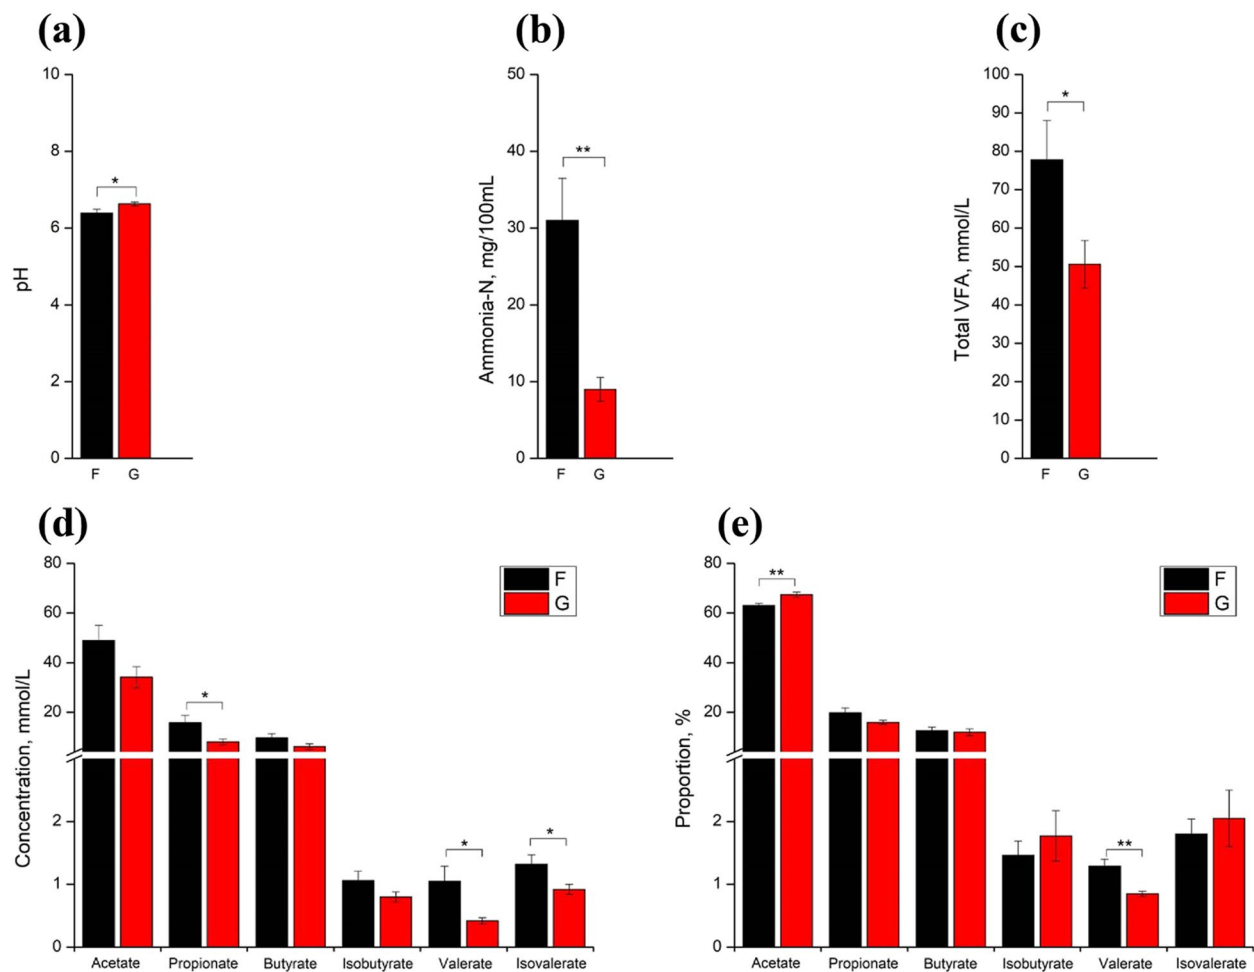 (a)
10
8
6
4
2
0
pH
*
F G
(b)
50
40
30
20
10
0
Ammonia-N, mg/100mL
**
F G
(c)
100
90
80
70
60
50
40
30
20
10
0
Total VFA, mmol/L
*
F G
(d)
80
60
40
20
2
1
0
Concentration, mmol/L
*
*
*
F
G
Acetate Propionate Butyrate Isobutyrate Valerate Isovalerate
(e)
80
60
40
20
2
1
0
Proportion, %
**
**
F
G
Acetate Propionate Butyrate Isobutyrate Valerate Isovalerate